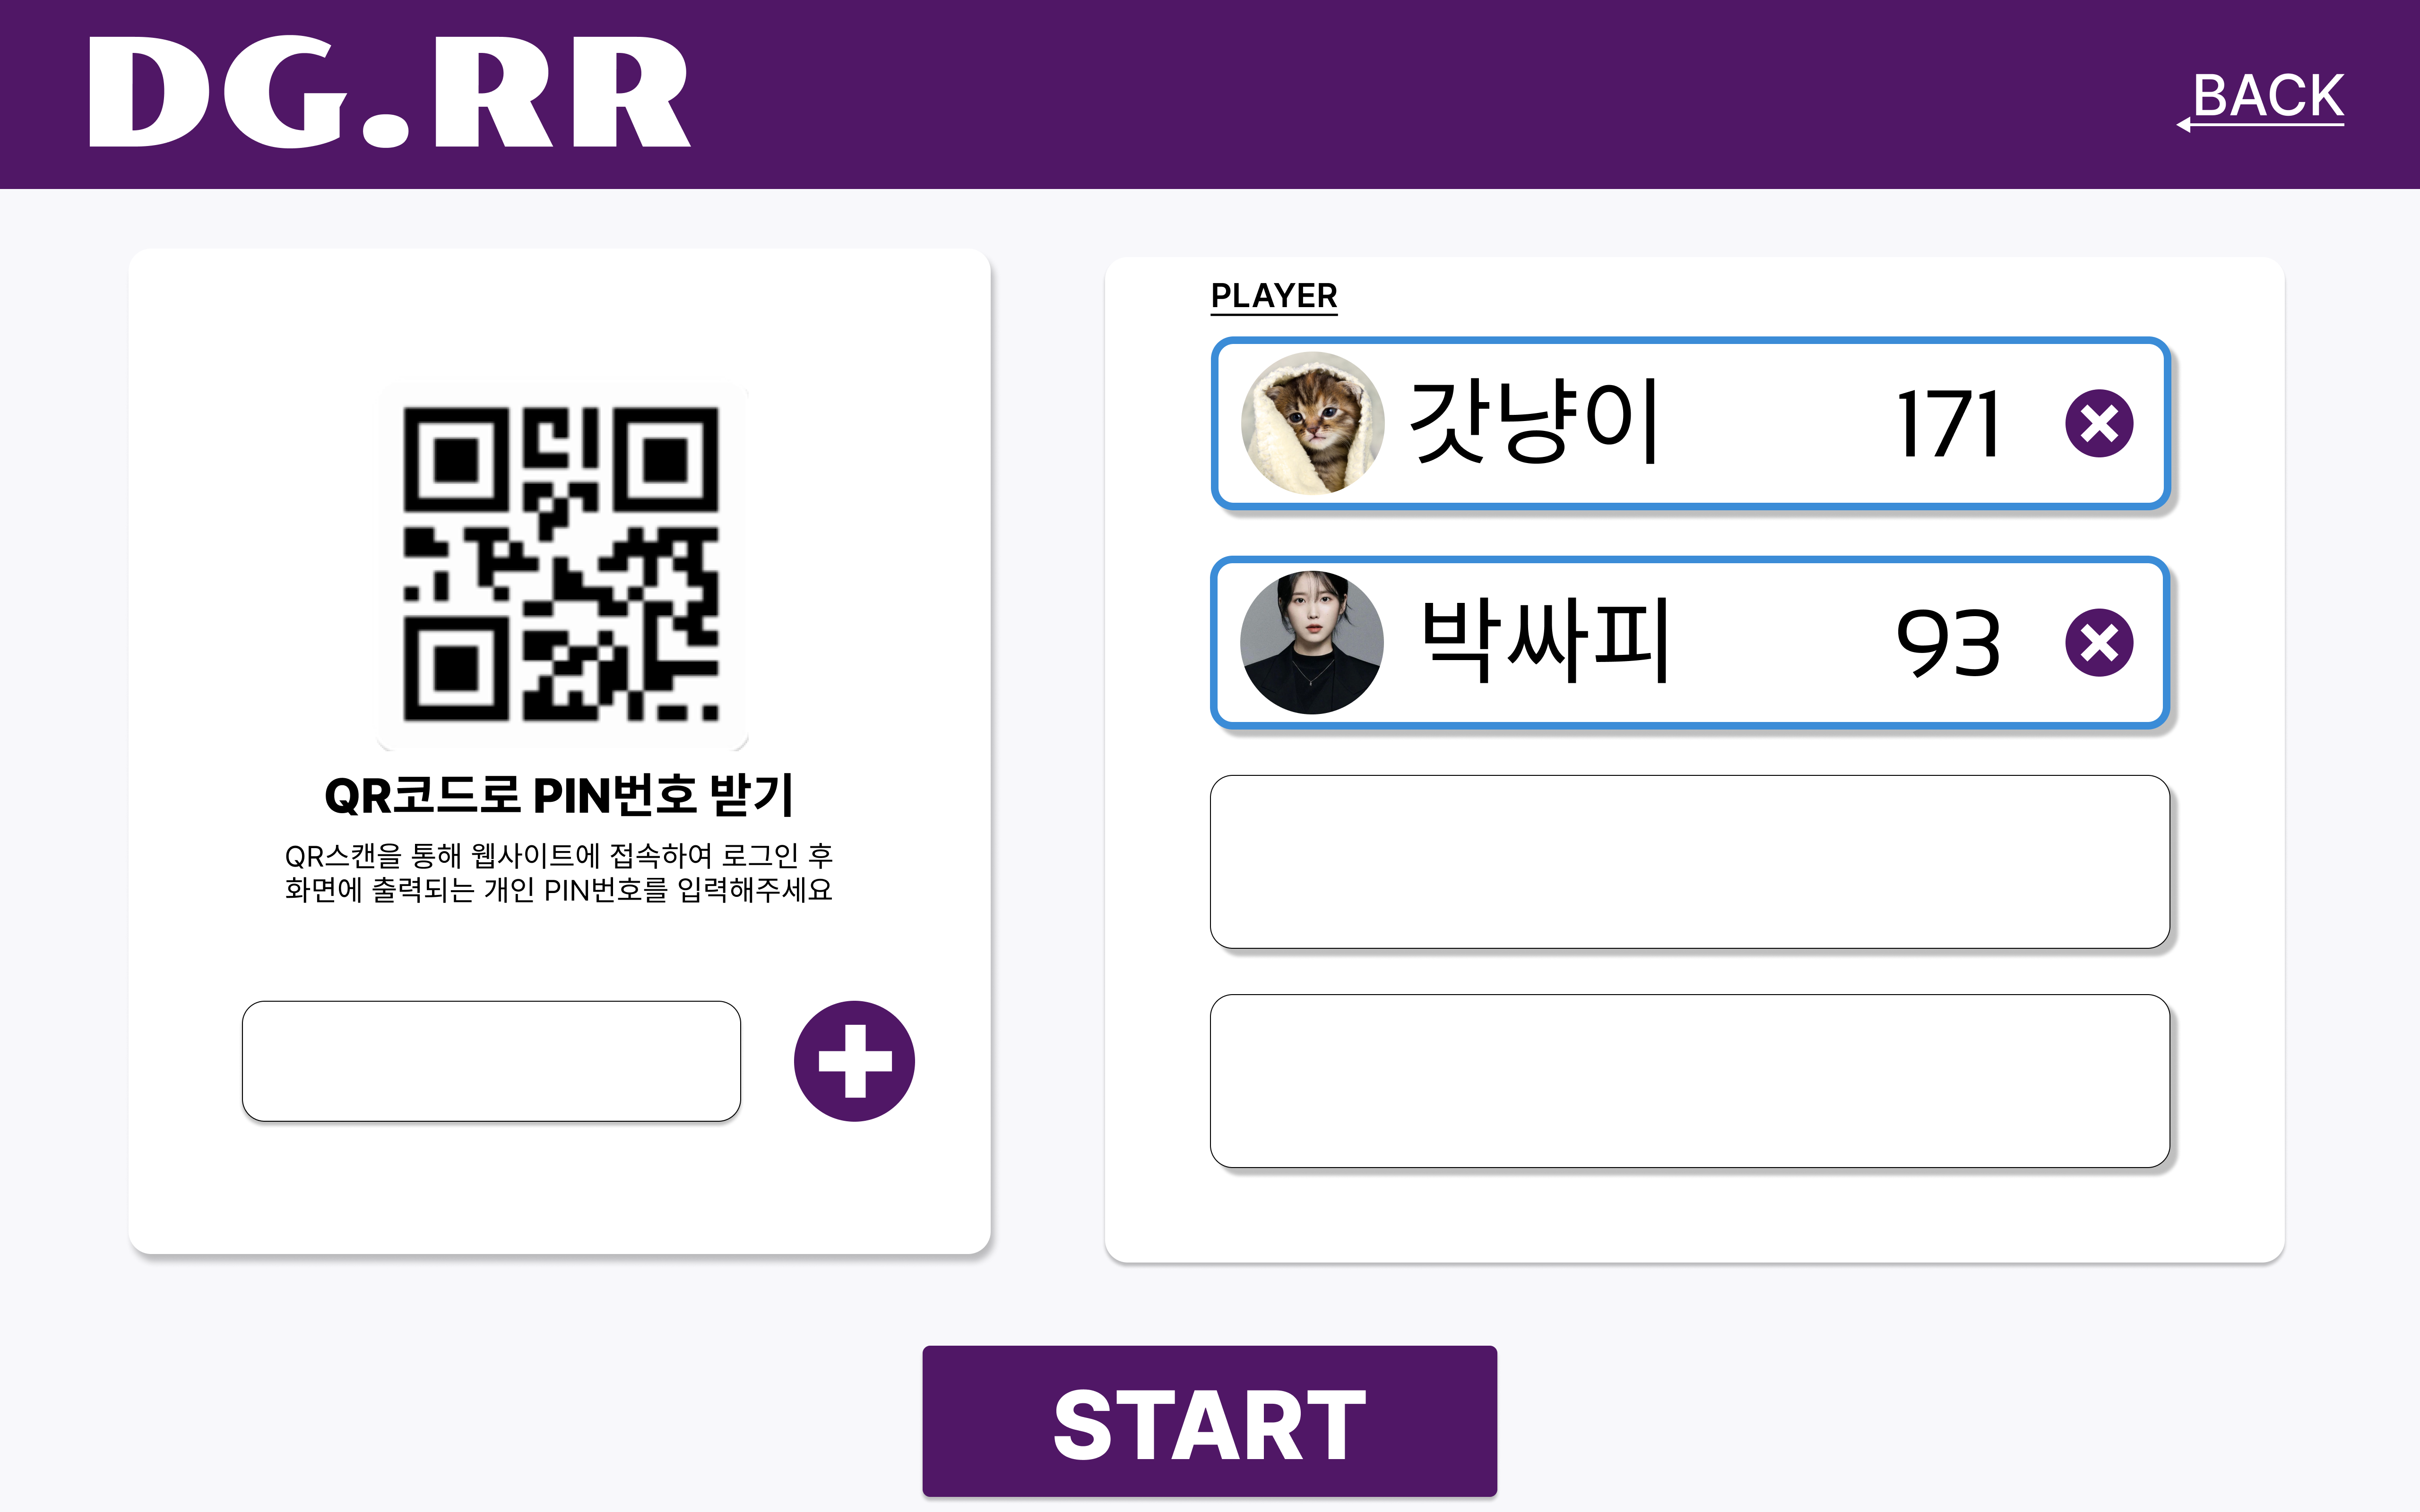 DG.RR
BACK
QR코드로 PIN번호 받기
QR스캔을 통해 웹사이트에 접속하여 로그인 후
화면에 출력되는 개인 PIN번호를 입력해주세요
PLAYER
갓냥이 171
박싸피 93
START